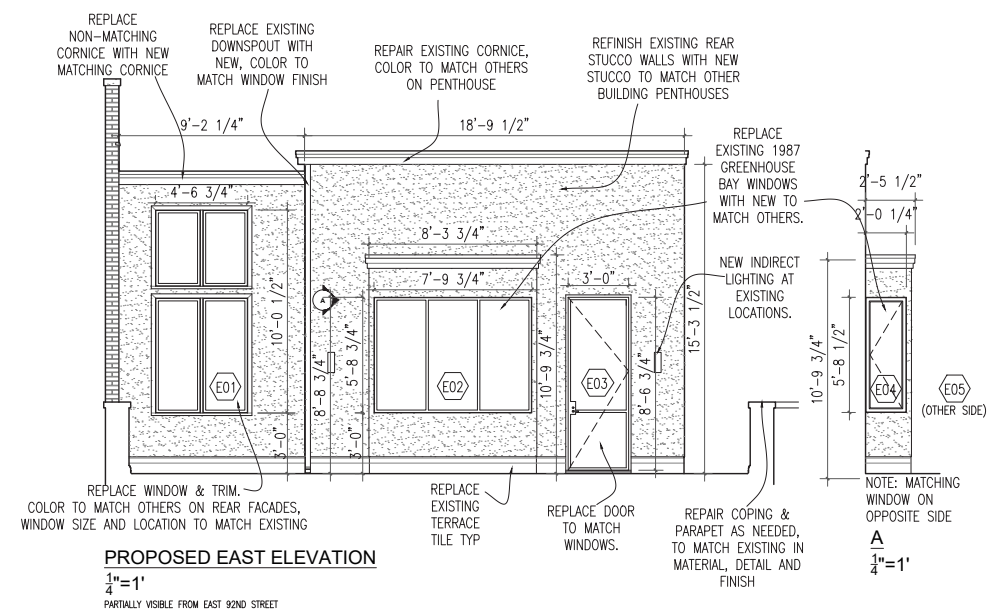 REPLACE
NON-MATCHING
CORNICE WITH NEW
MATCHING CORNICE
REPLACE EXISTING
DOWNSPOUT WITH
NEW, COLOR TO
MATCH WINDOW FINISH
REPAIR EXISTING CORNICE,
COLOR TO MATCH OTHERS
ON PENTHOUSE
REFINISH EXISTING REAR
STUCCO WALLS WITH NEW
STUCCO TO MATCH OTHER
BUILDING PENTHOUSES
REPLACE
EXISTING 1987
GREENHOUSE
BAY WINDOWS
WITH NEW TO
MATCH OTHERS.
9'-2 1/4"
18'-9 1/2"
4'-6 3/4"
8'-3 3/4"
7'-9 3/4"
3'-0"
2'-5 1/2"
2'-0 1/4"
NEW INDIRECT
LIGHTING AT
EXISTING
LOCATIONS.
A
10'-0 1/2"
3'-0"
8'-8 3/4"
5'-8 3/4"
3'-0"
10'-9 3/4"
8'-6 3/4"
15'-3 1/2"
10'-9 3/4"
5'-8 1/2"
E01
E02
E03
E04
E05
(OTHER SIDE)
REPLACE WINDOW & TRIM.
COLOR TO MATCH OTHERS ON REAR FACADES,
WINDOW SIZE AND LOCATION TO MATCH EXISTING
REPLACE
EXISTING
TERRACE
TILE TYP
REPLACE DOOR
TO MATCH
WINDOWS.
REPAIR COPING &
PARAPET AS NEEDED,
TO MATCH EXISTING IN
MATERIAL, DETAIL AND
FINISH
NOTE: MATCHING
WINDOW ON
OPPOSITE SIDE
A
1/4"=1'
PROPOSED EAST ELEVATION
1/4"=1'
PARTIALLY VISIBLE FROM EAST 92ND STREET